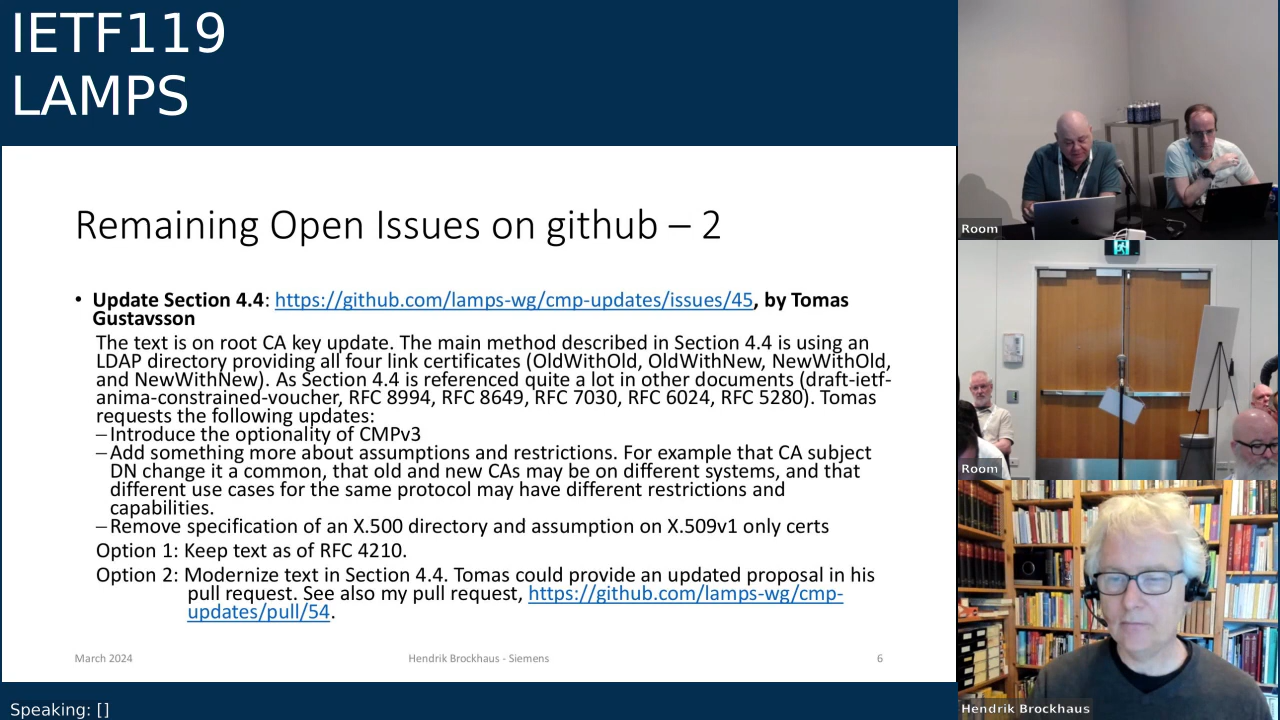 IETF119
LAMPS
Remaining Open Issues on github – 2
• Update Section 4.4: https://github.com/lamps-wg/cmp-updates/issues/45, by Tomas
Gustavsson
The text is on root CA key update. The main method described in Section 4.4 is using an
LDAP directory providing all four link certificates (OldWithOld, OldWithNew, NewWithOld,
and NewWithNew). As Section 4.4 is referenced quite a lot in other documents (draft-ietf-
anima-constrained-voucher, RFC 8994, RFC 8649, RFC 7030, RFC 6024, RFC 5280). Tomas
requests the following updates:
–Introduce the optionality of CMPv3
–Add something more about assumptions and restrictions. For example that CA subject
DN change it a common, that old and new CAs may be on different systems, and that
different use cases for the same protocol may have different restrictions and
capabilities.
–Remove specification of an X.500 directory and assumption on X.509v1 only certs
Option 1: Keep text as of RFC 4210.
Option 2: Modernize text in Section 4.4. Tomas could provide an updated proposal in his
pull request. See also my pull request, https://github.com/lamps-wg/cmp-
updates/pull/54.
March 2024
Hendrik Brockhaus - Siemens
6
Speaking: []
Room
Room
Hendrik Brockhaus